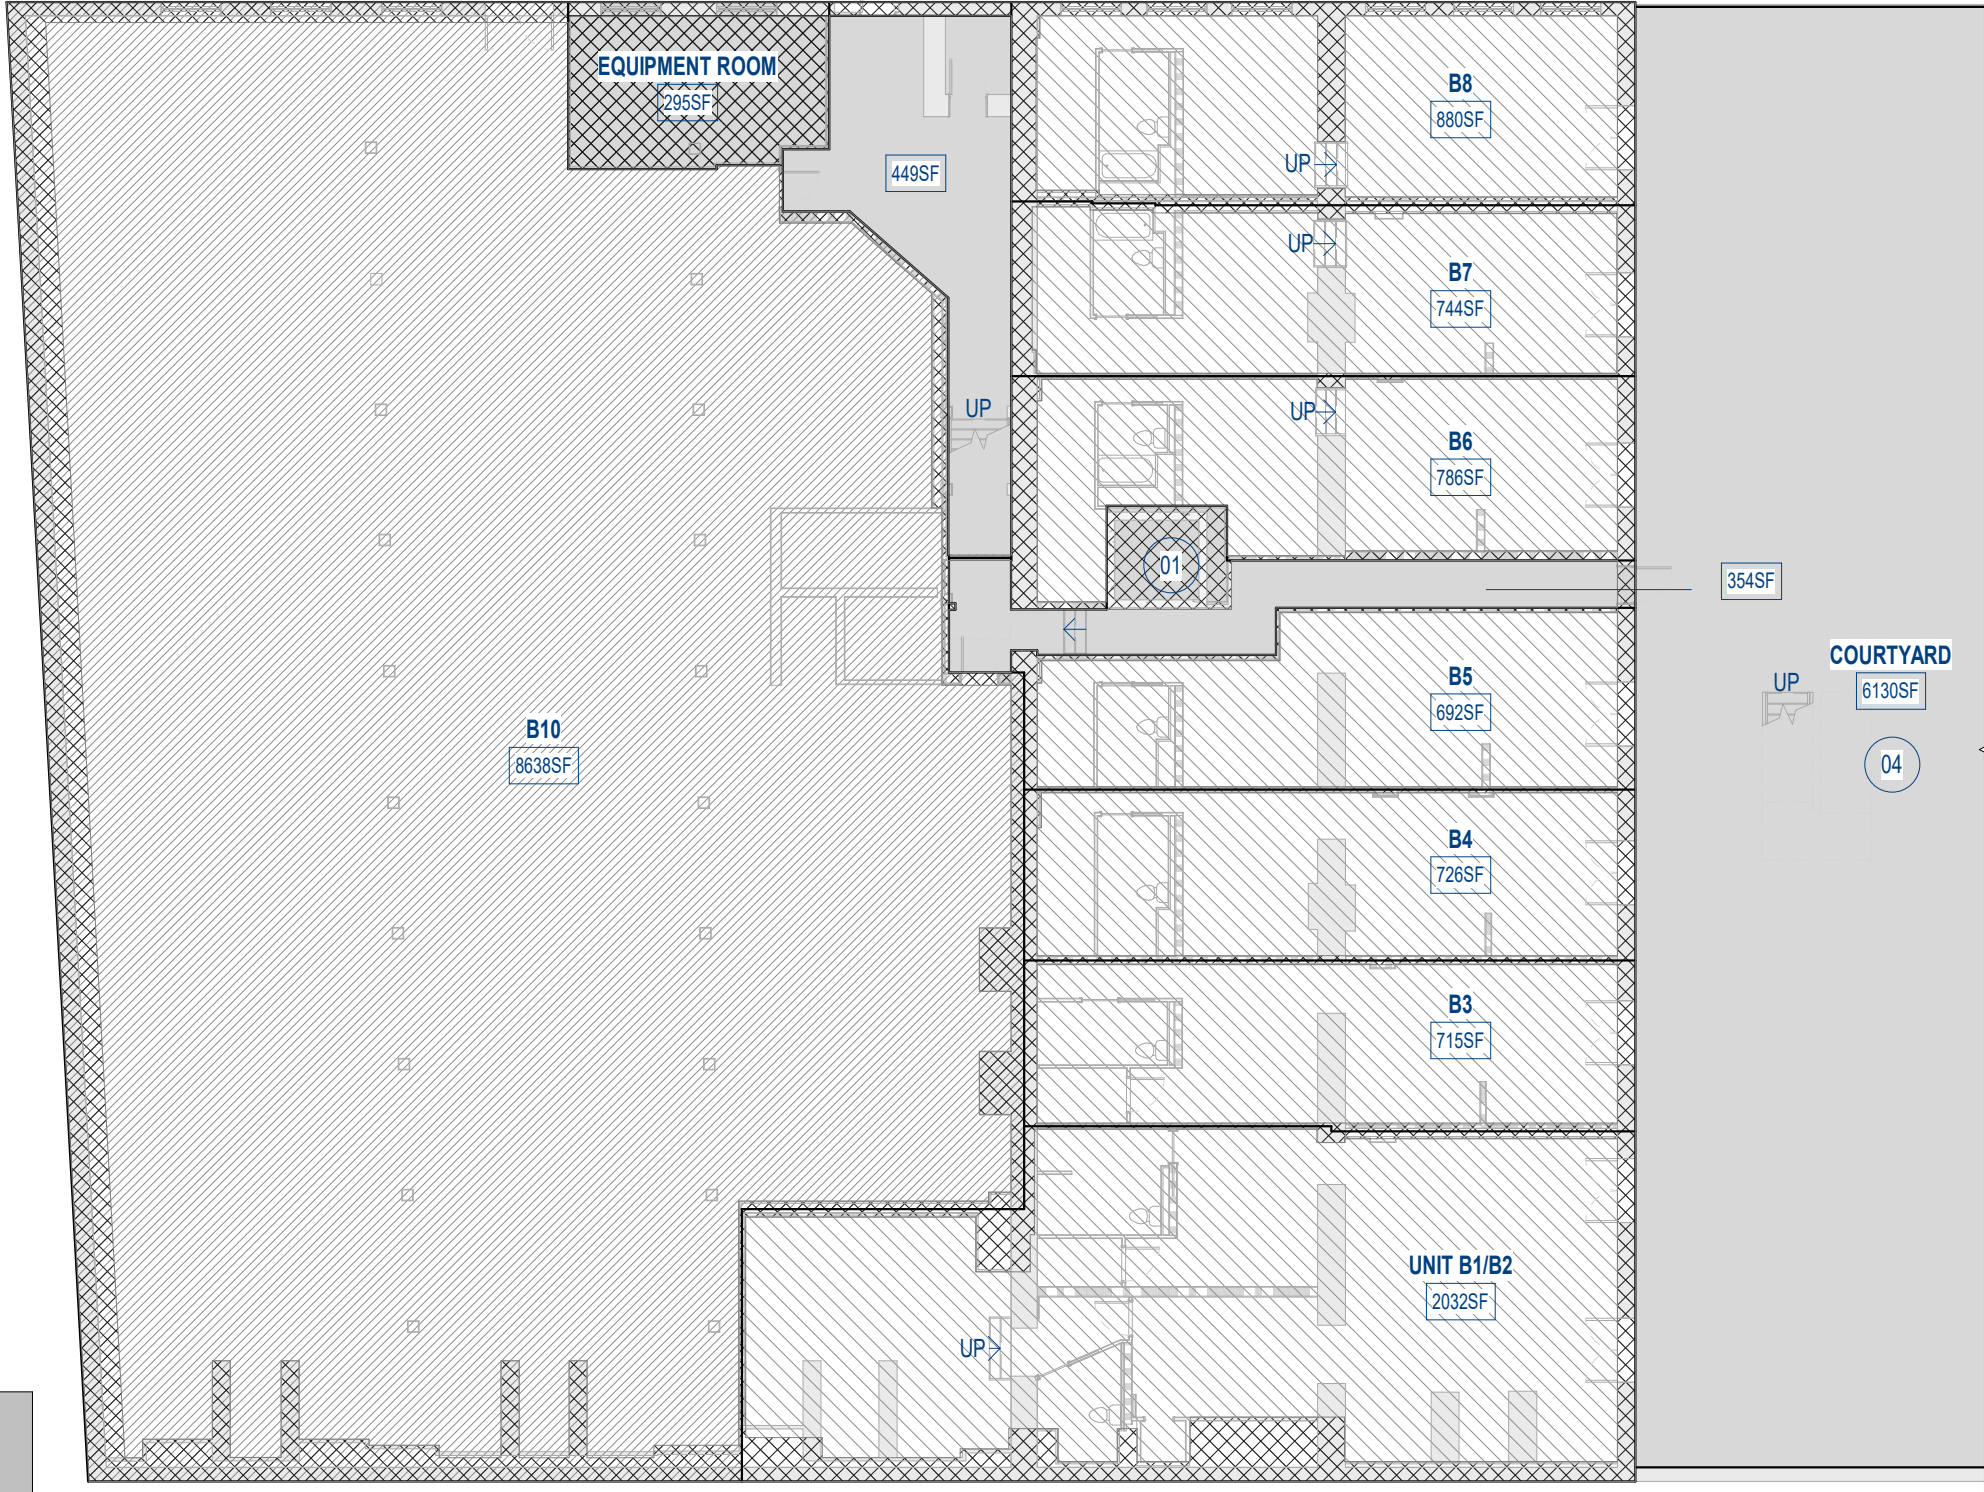 EQUIPMENT ROOM
295SF
449SF
B8
880SF
UP
UP
B7
744SF
UP
UP
B6
786SF
01
354SF
COURTYARD
6130SF
UP
04
B5
692SF
B10
8638SF
B4
726SF
B3
715SF
UNIT B1/B2
2032SF
UP